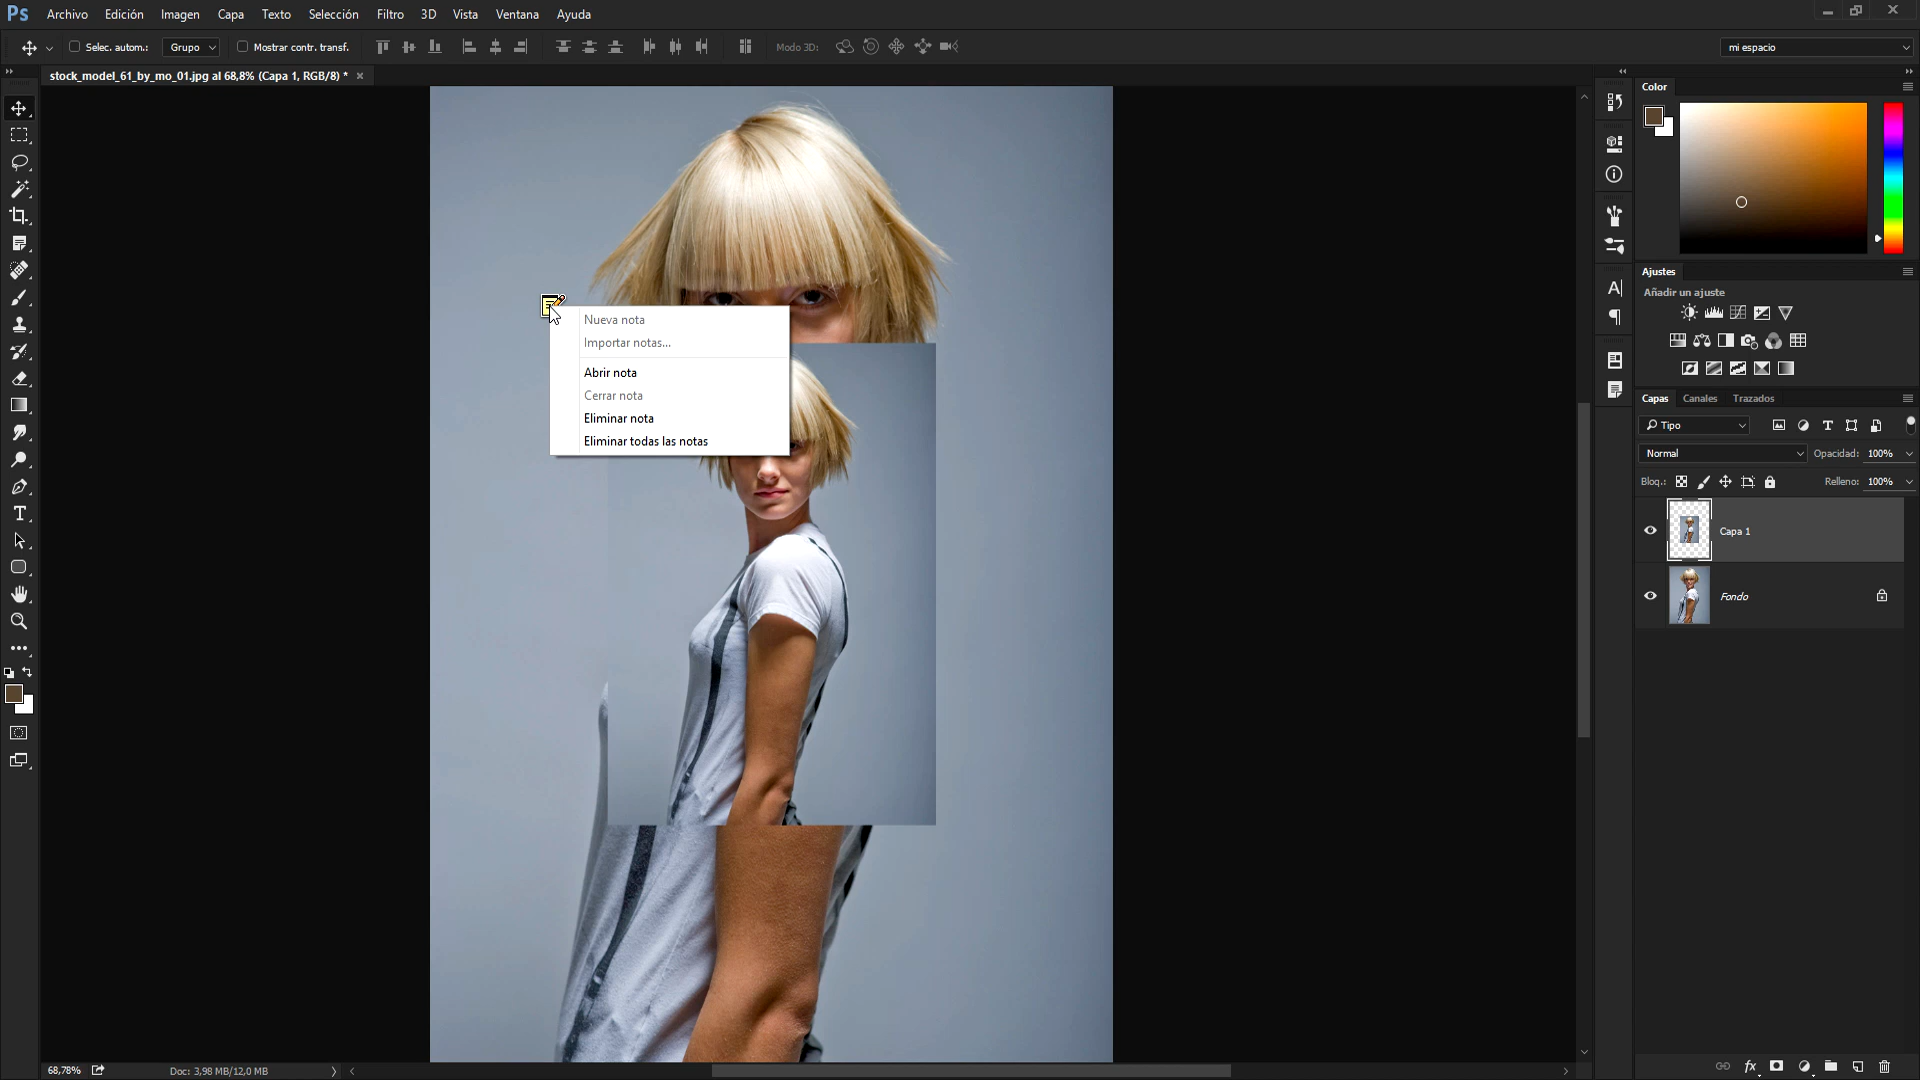 Ps Archivo Edición Imagen Capa Texto Selección Filtro 3D Vista Ventana Ayuda
Selec. autom.: Grupo Mostrar contr. transf. Modo 3D: mi espacio
stock_model_61_by_mo_01.jpg al 68,8% (Capa 1, RGB/8) *
Color
Ajustes
Añadir un ajuste
Nueva nota
Importar notas...
Abrir nota
Cerrar nota
Eliminar nota
Eliminar todas las notas
Capas Canales Trazados
Tipo
Normal Opacidad: 100%
Bloq.: Relleno: 100%
Capa 1
Fondo
68,78% Doc: 3,98 MB/12,0 MB